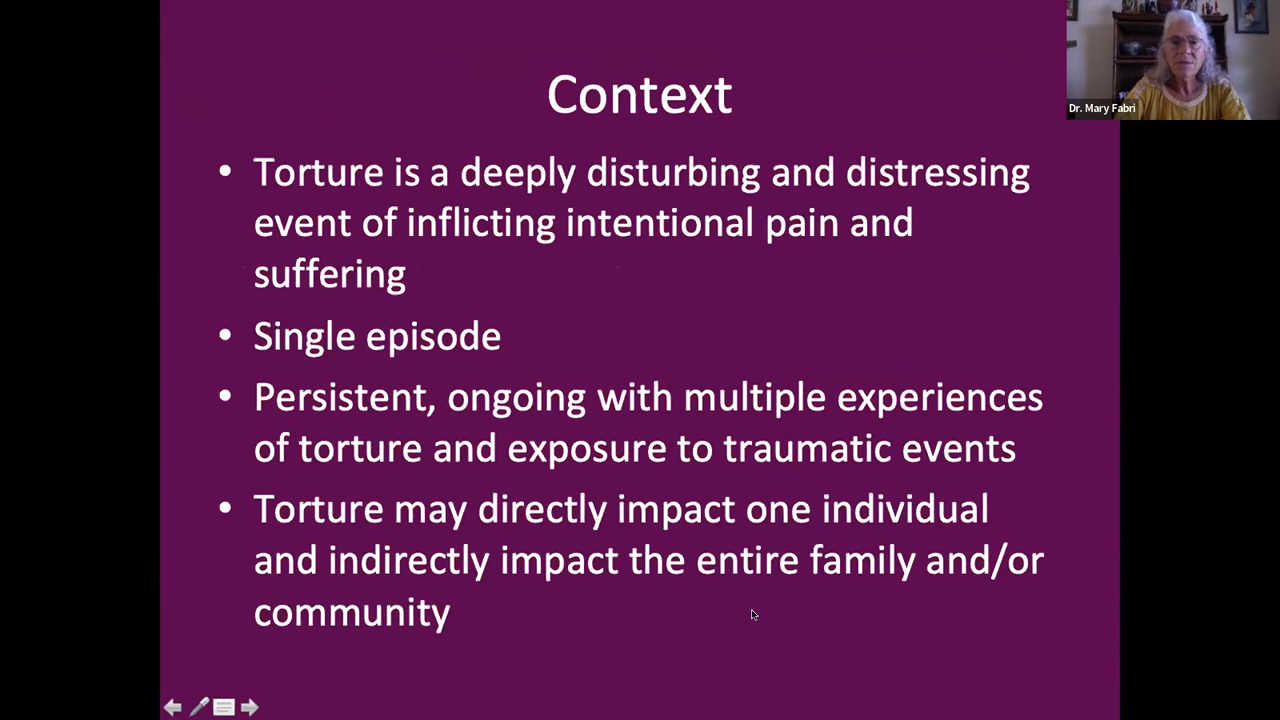 Context
Dr. Mary Fabri
• Torture is a deeply disturbing and distressing
event of inflicting intentional pain and
suffering
• Single episode
• Persistent, ongoing with multiple experiences
of torture and exposure to traumatic events
• Torture may directly impact one individual
and indirectly impact the entire family and/or
community